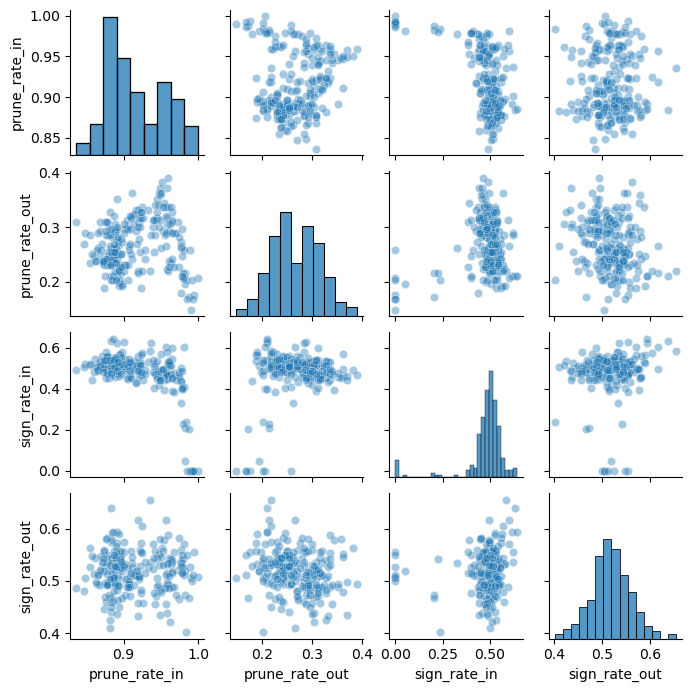 prune_rate_in
1.00
0.95
0.90
0.85
prune_rate_out
0.4
0.3
0.2
sign_rate_in
0.6
0.4
0.2
0.0
sign_rate_out
0.6
0.5
0.4
0.9 1.0 0.2 0.3 0.4 0.00 0.25 0.50 0.4 0.5 0.6
prune_rate_in prune_rate_out sign_rate_in sign_rate_out